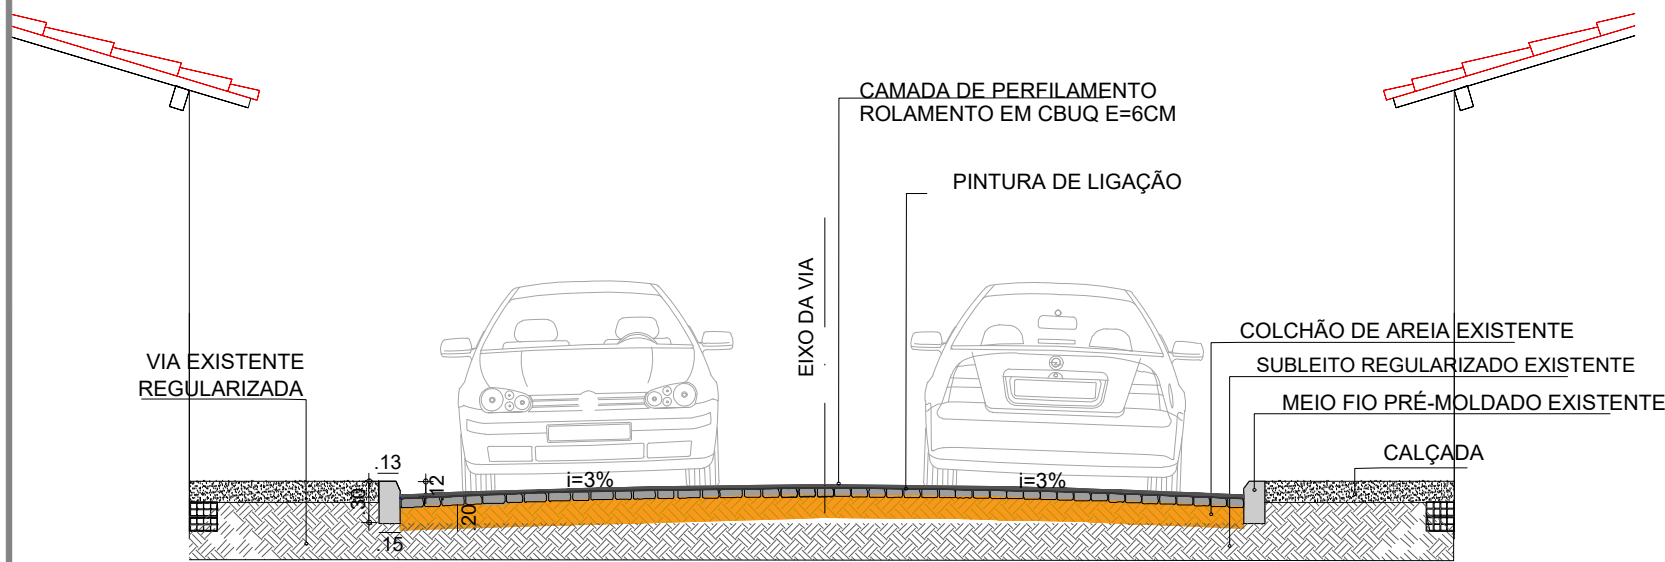 CAMADA DE PERFILAMENTO
ROLAMENTO EM CBUQ E=6CM
PINTURA DE LIGAÇÃO
EIXO DA VIA
COLCHÃO DE AREIA EXISTENTE
VIA EXISTENTE
REGULARIZADA
SUBLEITO REGULARIZADO EXISTENTE
MEIO FIO PRÉ-MOLDADO EXISTENTE
CALÇADA
.13
12
i=3%
i=3%
.30
.20
.15